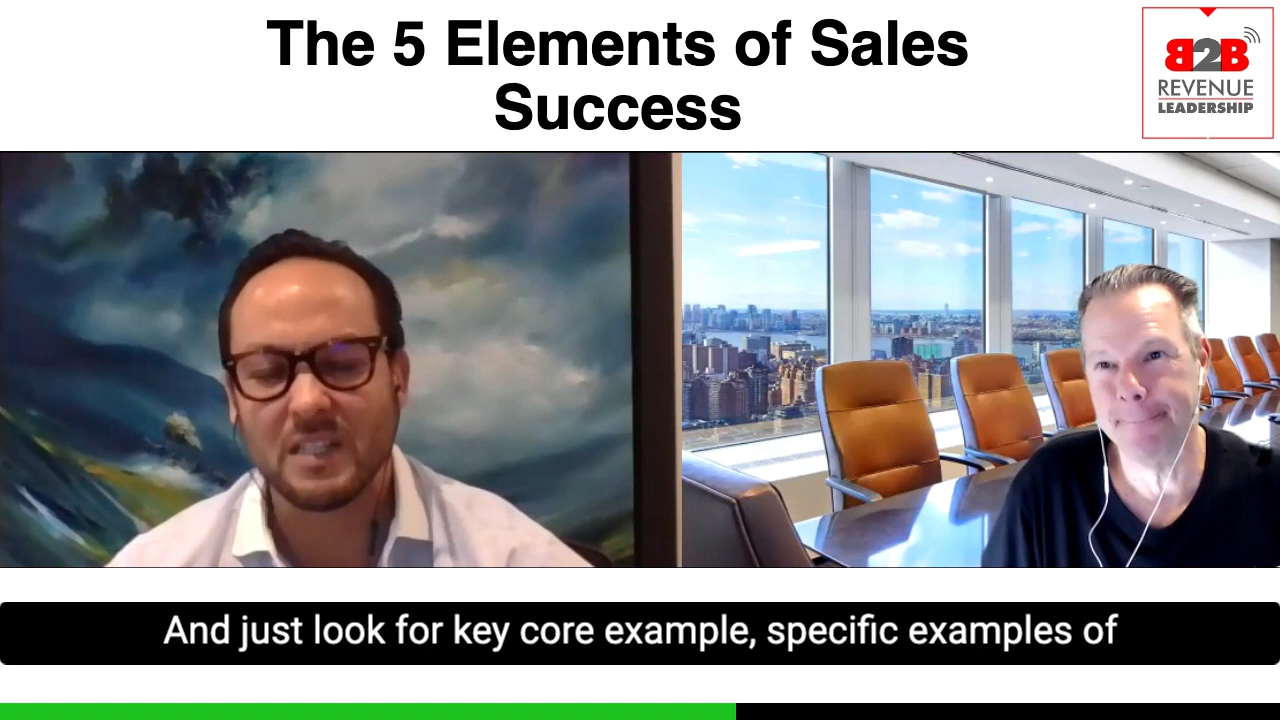 The 5 Elements of Sales
Success
B2B
REVENUE
LEADERSHIP
And just look for key core example, specific examples of